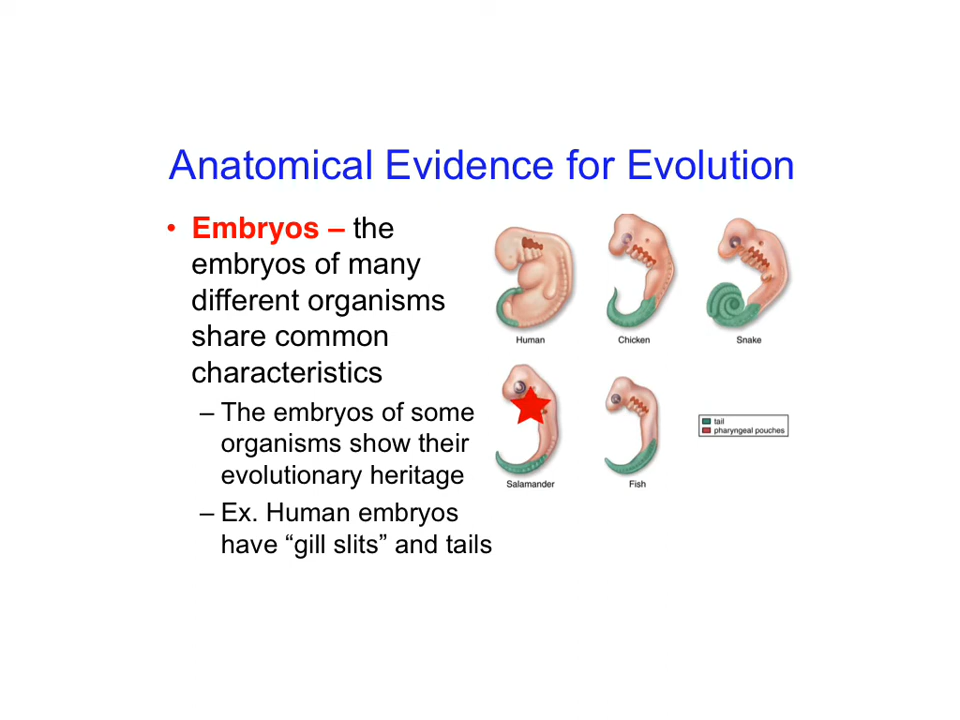 Anatomical Evidence for Evolution
• Embryos – the
embryos of many
different organisms
share common
characteristics
– The embryos of some
organisms show their
evolutionary heritage
– Ex. Human embryos
have “gill slits” and tails
Human
Chicken
Snake
Salamander
Fish
tail
pharyngeal pouches